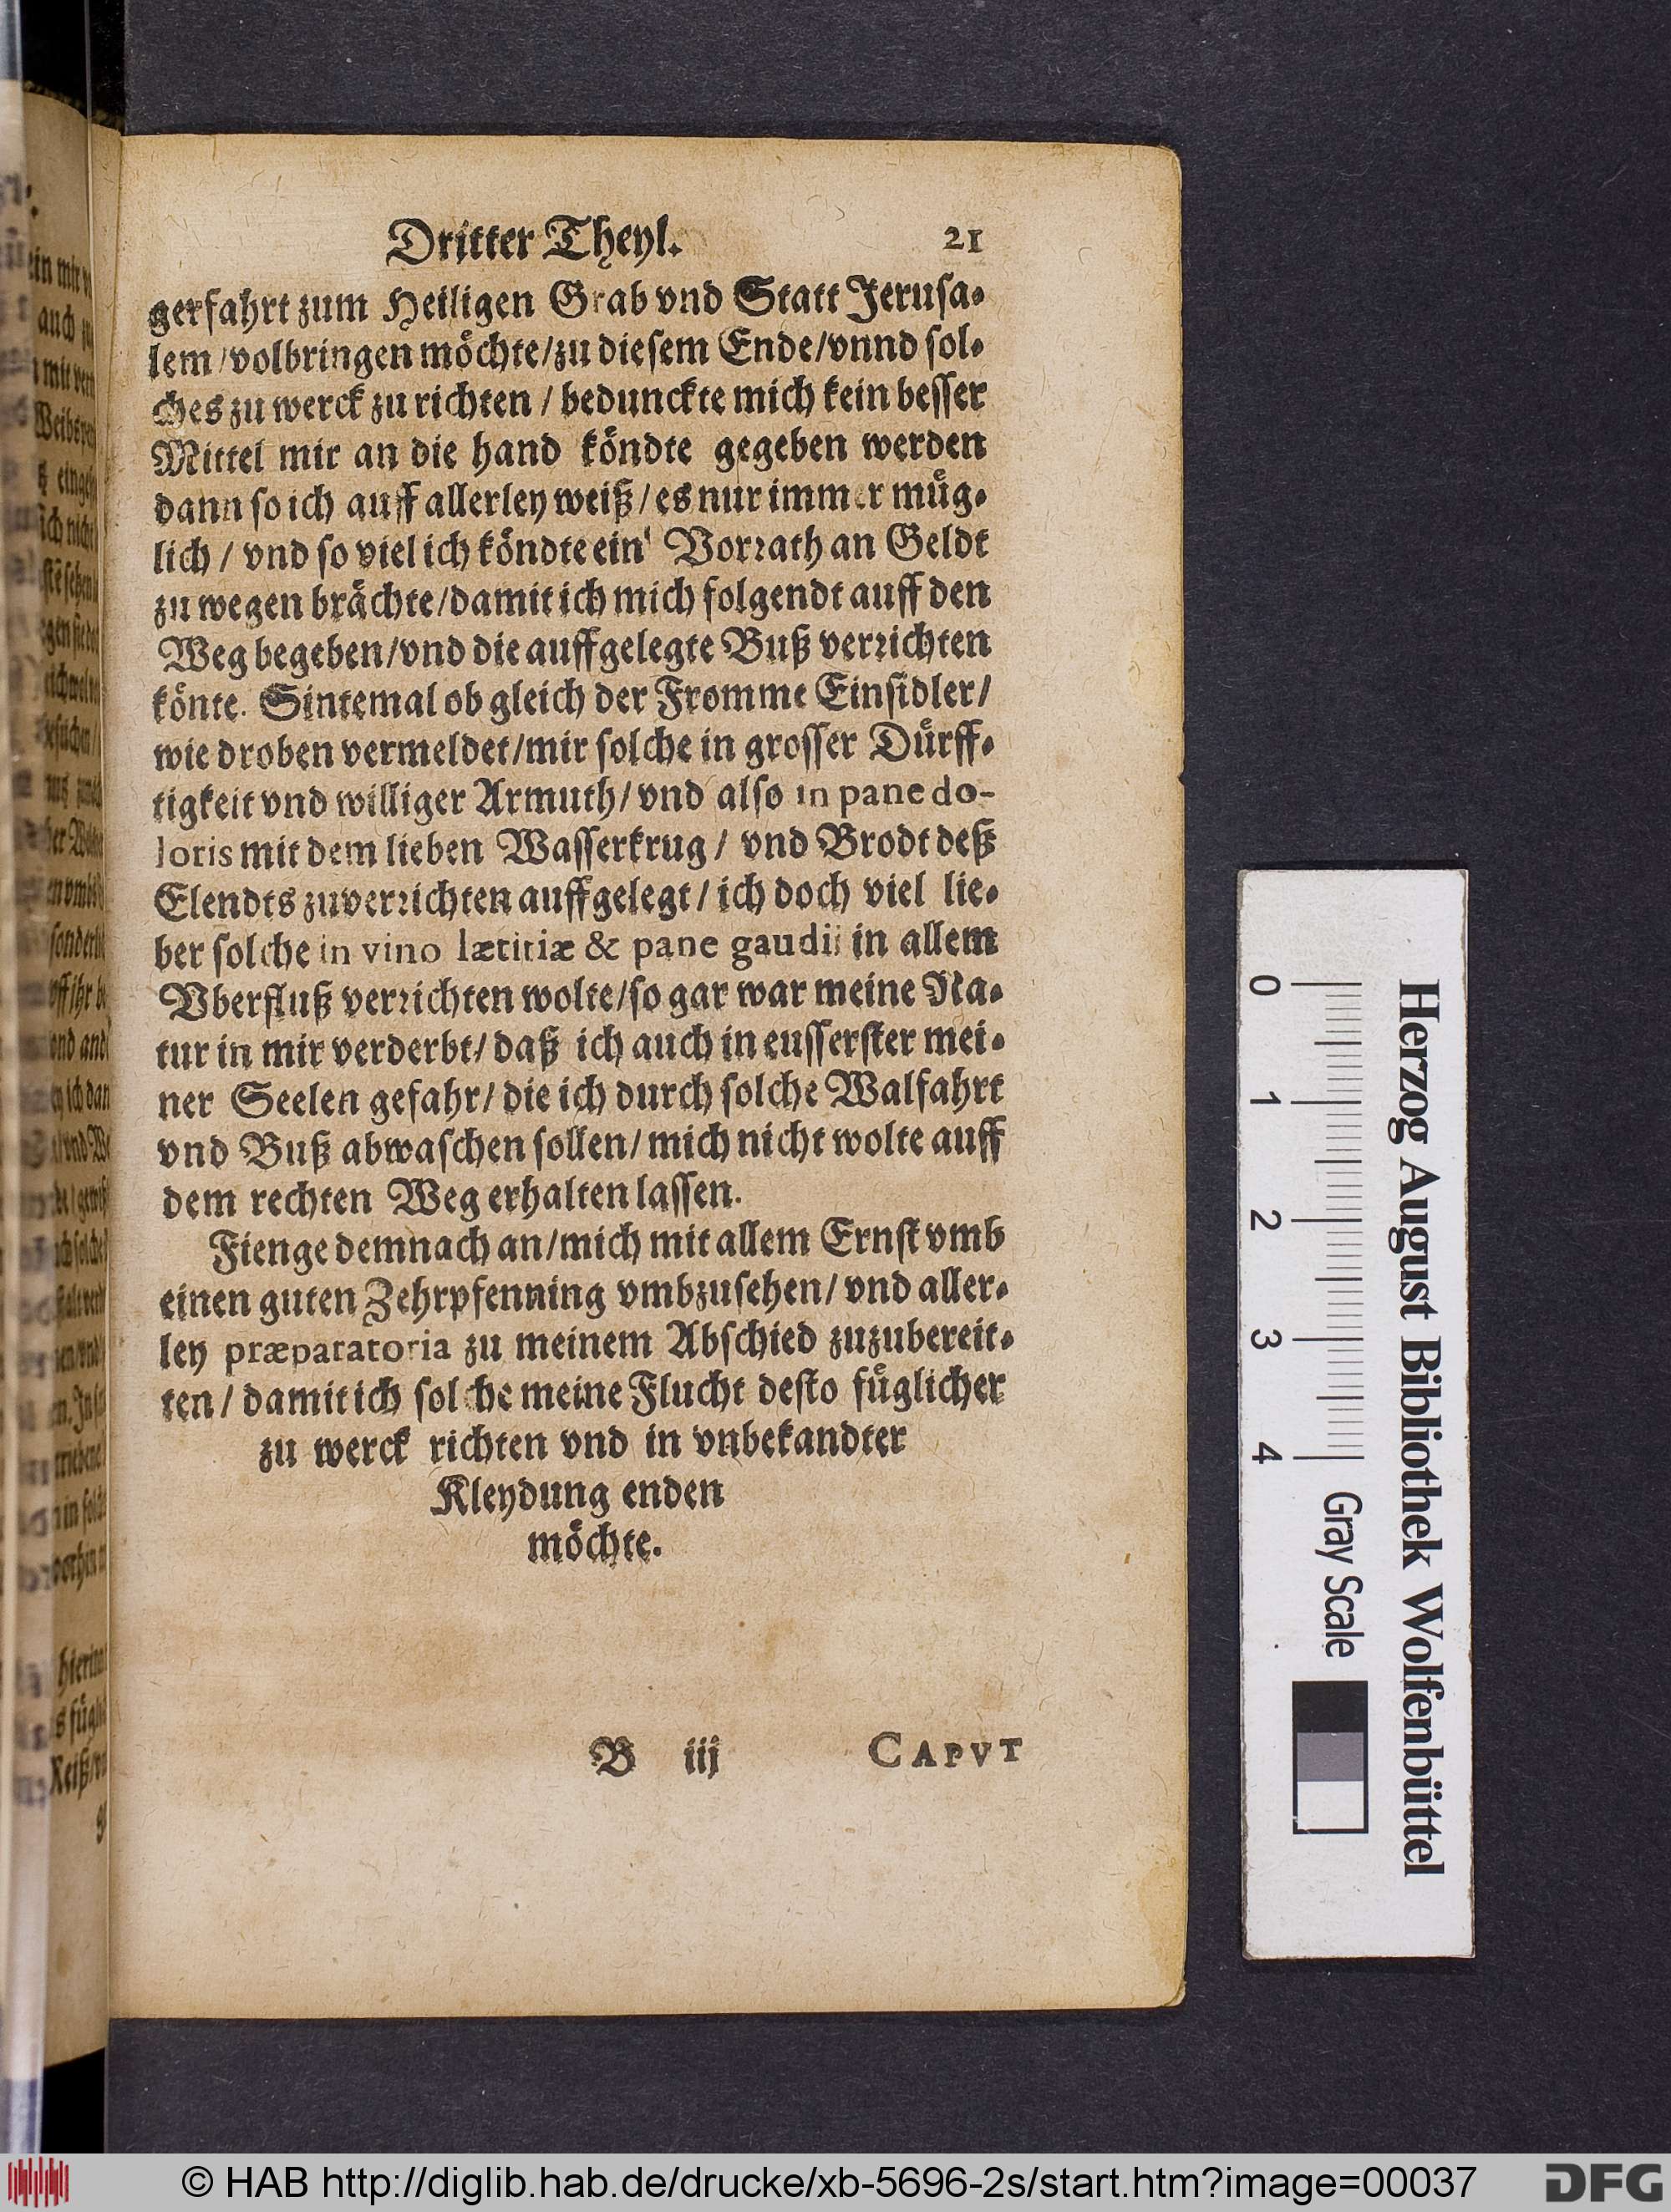 Dritter Theyl. 21
gerfahrt zum Heiligen Grab vnd Statt Jerusa-
lem/volbringen möchte/zu diesem Ende/vnnd sol-
ches zu werck zu richten / bedunckte mich kein besser
Mittel mir an die hand köndte gegeben werden
dann so ich auff allerley weiß/es nur immer müg-
lich / vnd so viel ich köndte ein' Vorrath an Geldt
zu wegen brächte/damit ich mich folgendt auff den
Weg begeben/vnd die auffgelegte Buß verrichten
könte. Sintemal ob gleich der Fromme Einsidler/
wie droben vermeldet/mir solche in grosser Dürff-
tigkeit vnd williger Armuth/ vnd also in pane do-
loris mit dem lieben Wasserkrug / vnd Brodt deß
Elendts zuverrichten auffgelegt / ich doch viel lie-
ber solche in vino lætitiæ & pane gaudii in allem
Vberfluß verrichten wolte/so gar war meine Na-
tur in mir verderbt/ daß ich auch in eusserster mei-
ner Seelen gefahr/ die ich durch solche Walfahrt
vnd Buß abwaschen sollen/ mich nicht wolte auff
dem rechten Weg erhalten lassen.
Fienge demnach an/mich mit allem Ernst vmb
einen guten Zehrpfenning vmbzusehen/ vnd aller-
ley præparatoria zu meinem Abschied zuzubereit-
ten / damit ich solche meine Flucht desto füglicher
zu werck richten vnd in vnbekandter
Kleydung enden
möchte.
B iij CAPVT
Herzog August Bibliothek Wolfenbüttel
0 1 2 3 4 Gray Scale
© HAB http://diglib.hab.de/drucke/xb-5696-2s/start.htm?image=00037
DFG